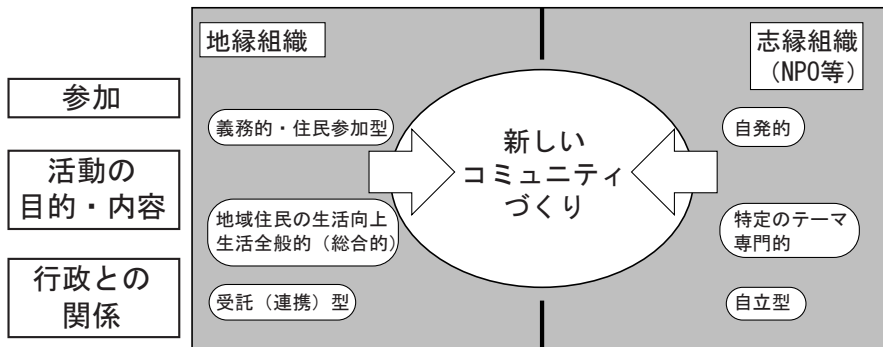 地縁組織
志縁組織
（NPO等）
参加
義務的・住民参加型
自発的
新しい
コミュニティ
づくり
活動の
目的・内容
地域住民の生活向上
生活全般的（総合的）
特定のテーマ
専門的
行政との
関係
受託（連携）型
自立型